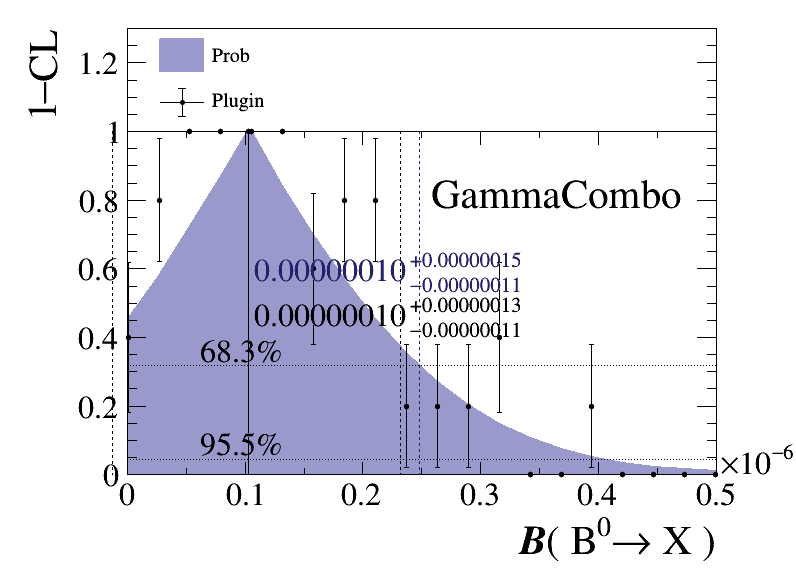 1−CL
1.2
Prob
Plugin
1
0.8
GammaCombo
0.6
0.00000010 +0.00000015 −0.00000011
0.00000010 +0.00000013 −0.00000011
0.4
68.3%
0.2
95.5%
0
×10−6
0 0.1 0.2 0.3 0.4 0.5
B( B0→ X )